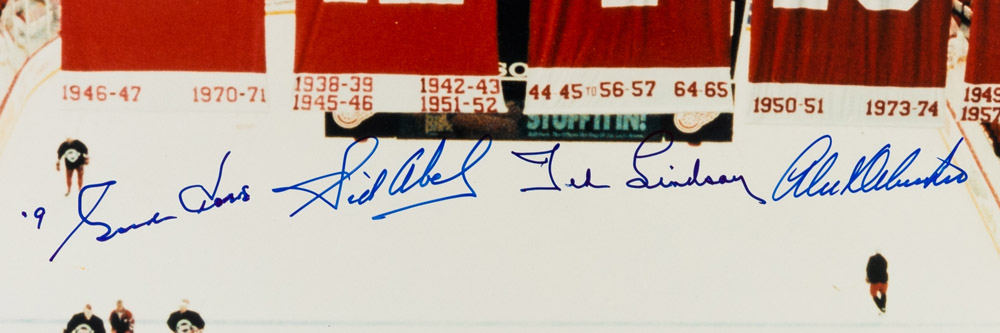 1946-47 1970-71
1938-39 1942-43
1945-46 1951-52
44 45 TO 56-57 64-65
1950-51 1973-74
1949
1957
STUFF IT IN!
'9 Gordie Howe
Sid Abel
Ted Lindsay
Alex Delvecchio